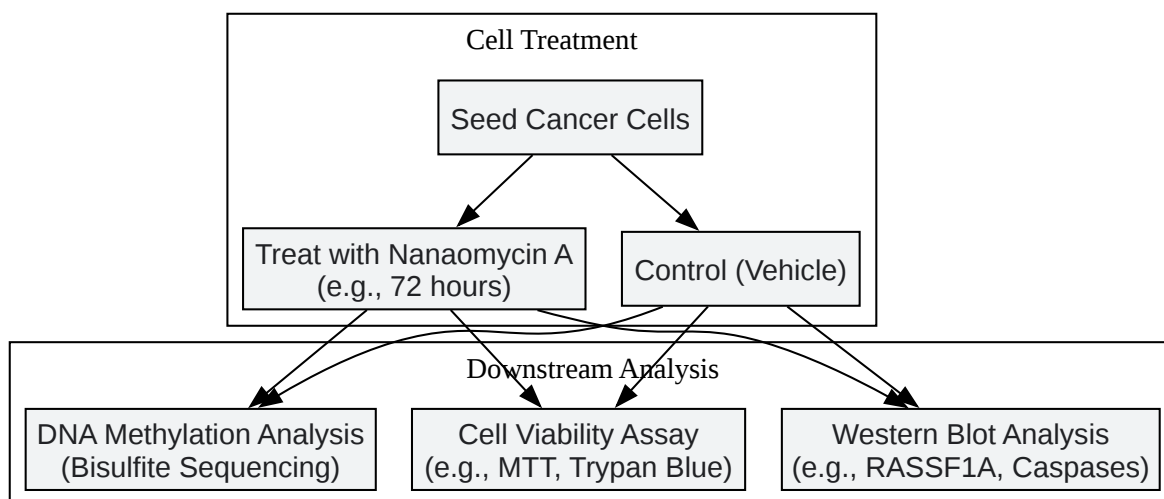 Cell Treatment
Seed Cancer Cells
Treat with Nanaomycin A
(e.g., 72 hours)
Control (Vehicle)
Downstream Analysis
DNA Methylation Analysis
(Bisulfite Sequencing)
Cell Viability Assay
(e.g., MTT, Trypan Blue)
Western Blot Analysis
(e.g., RASSF1A, Caspases)